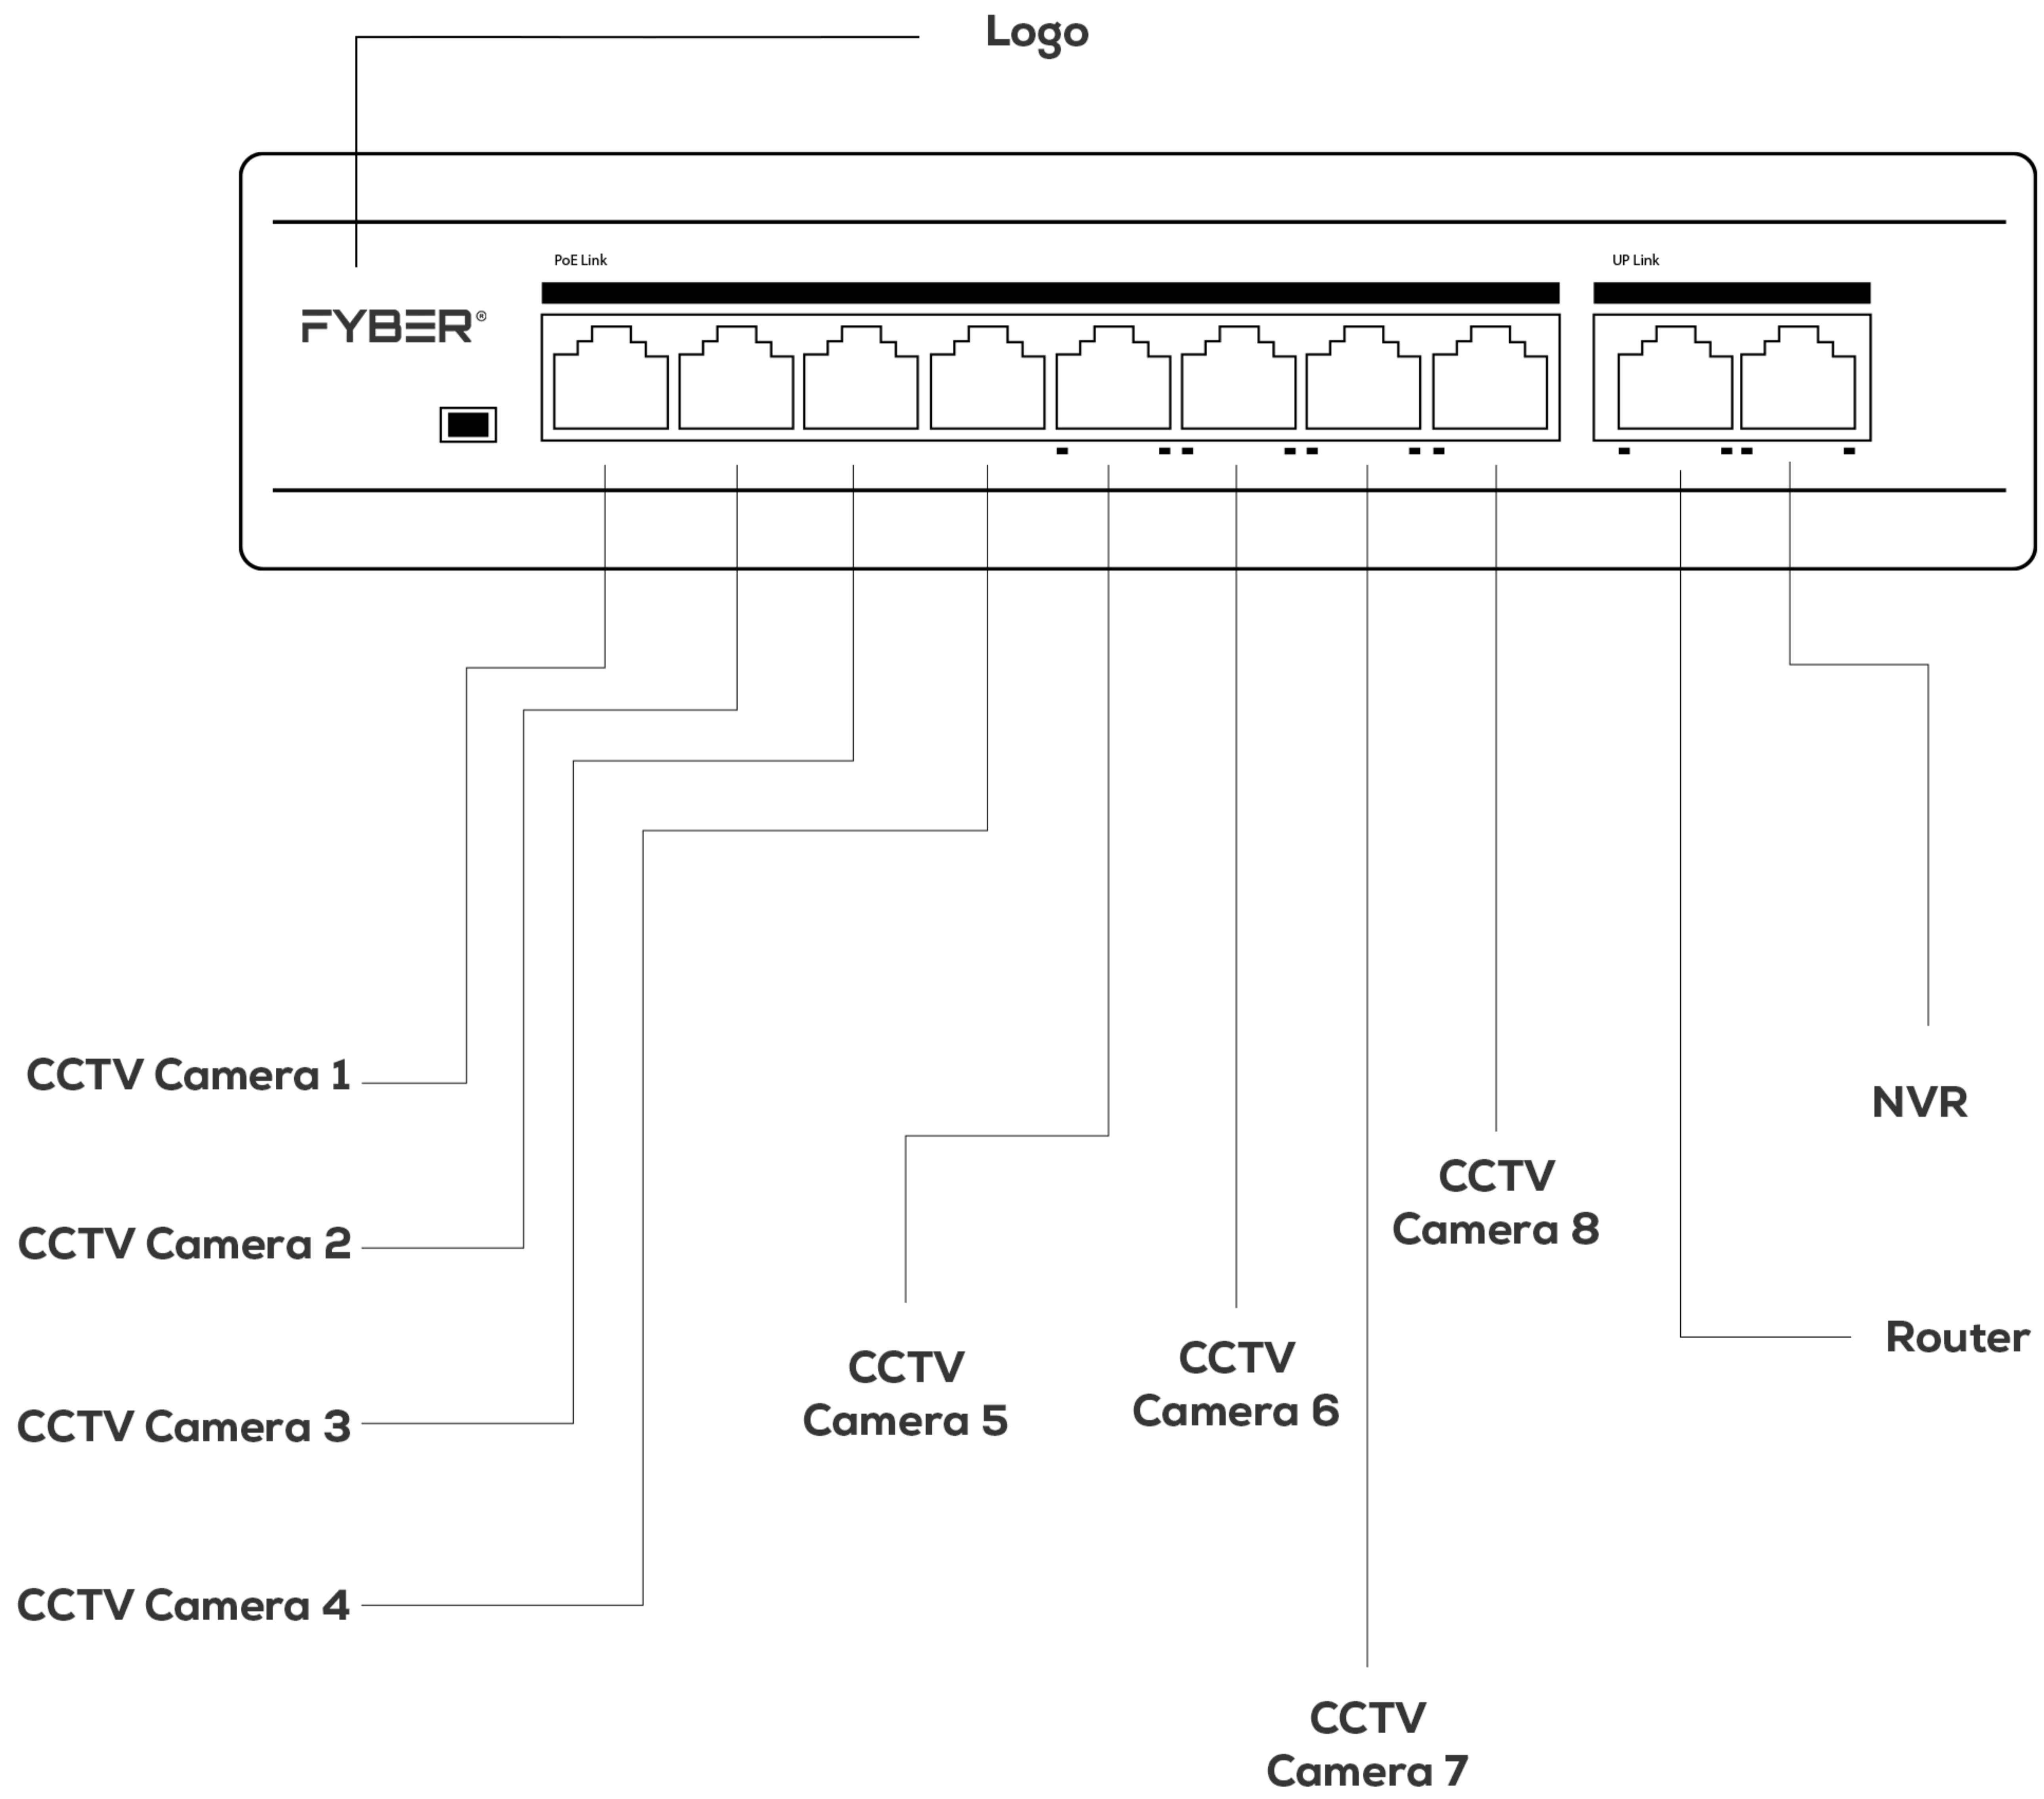 Logo
PoE Link
UP Link
FYBER®
CCTV Camera 1
CCTV Camera 2
CCTV Camera 3
CCTV Camera 4
CCTV
Camera 5
CCTV
Camera 6
CCTV
Camera 7
CCTV
Camera 8
NVR
Router